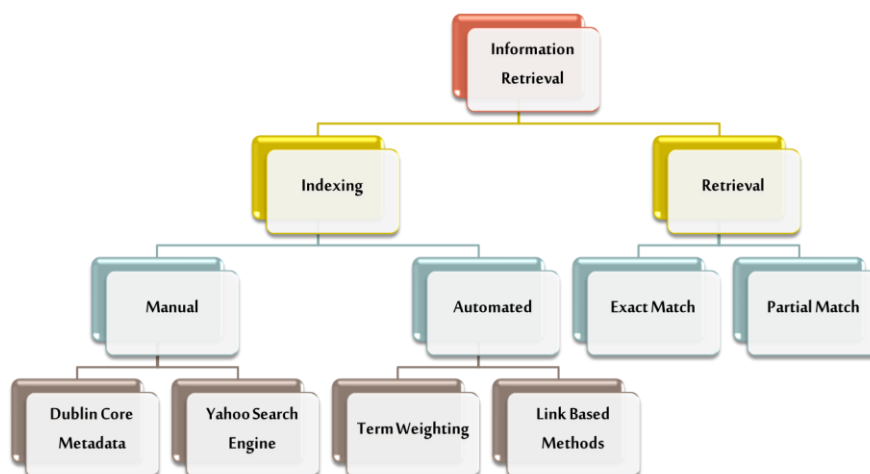 Information
Retrieval
Indexing
Retrieval
Manual
Automated
Exact Match
Partial Match
Dublin Core
Metadata
Yahoo Search
Engine
Term Weighting
Link Based
Methods